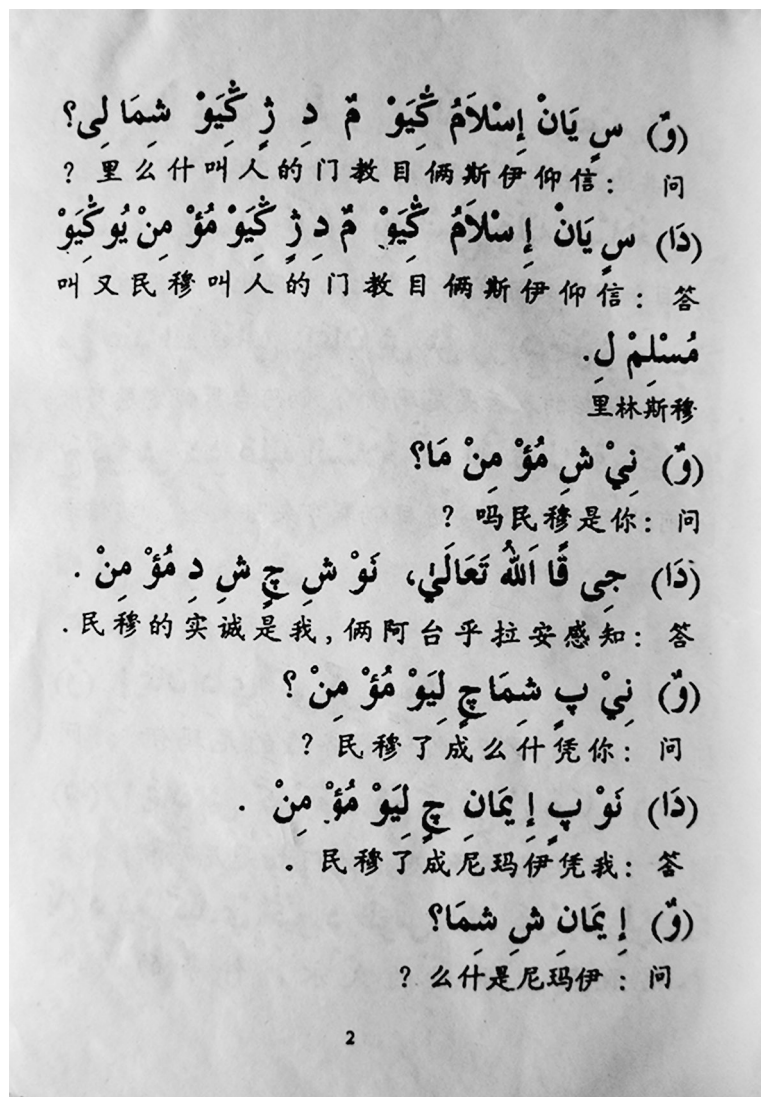 (وٌ) سٍ يَانْ إِسْلَامُ كِّيَوْ مٌ دِ ژٍ كِّيَوْ شِمَا لِى؟
问：信仰伊斯俩目教门的人叫什么里？
(دَا) سٍ يَانْ إِسْلَامُ كِّيَوْ مٌ دِ ژٍ كِّيَوْ مُؤْمِنْ يُوكِّيَوْ
答：信仰伊斯俩目教门的人叫穆民又叫
مُسْلِمْ لِ.
穆斯林里
(وٌ) نِيْ شِ مُؤْمِنْ مَا؟
问：你是穆民吗？
(دَا) جِى قًا اَللهُ تَعَالَيٰ، نَوْ شِ چٍ شِ دِ مُؤْمِنْ.
答：知感安拉乎台阿俩，我是诚实的穆民.
(وٌ) نِيْ پٍ شِمَا چٍ لِيَوْ مُؤْمِنْ؟
问：你凭什么成了穆民？
(دَا) نَوْ پٍ إِيمَانِ چٍ لِيَوْ مُؤْمِنْ.
答：我凭伊玛尼成了穆民。
(وٌ) إِيمَانِ شِ شِمَا؟
问：伊玛尼是什么？
2